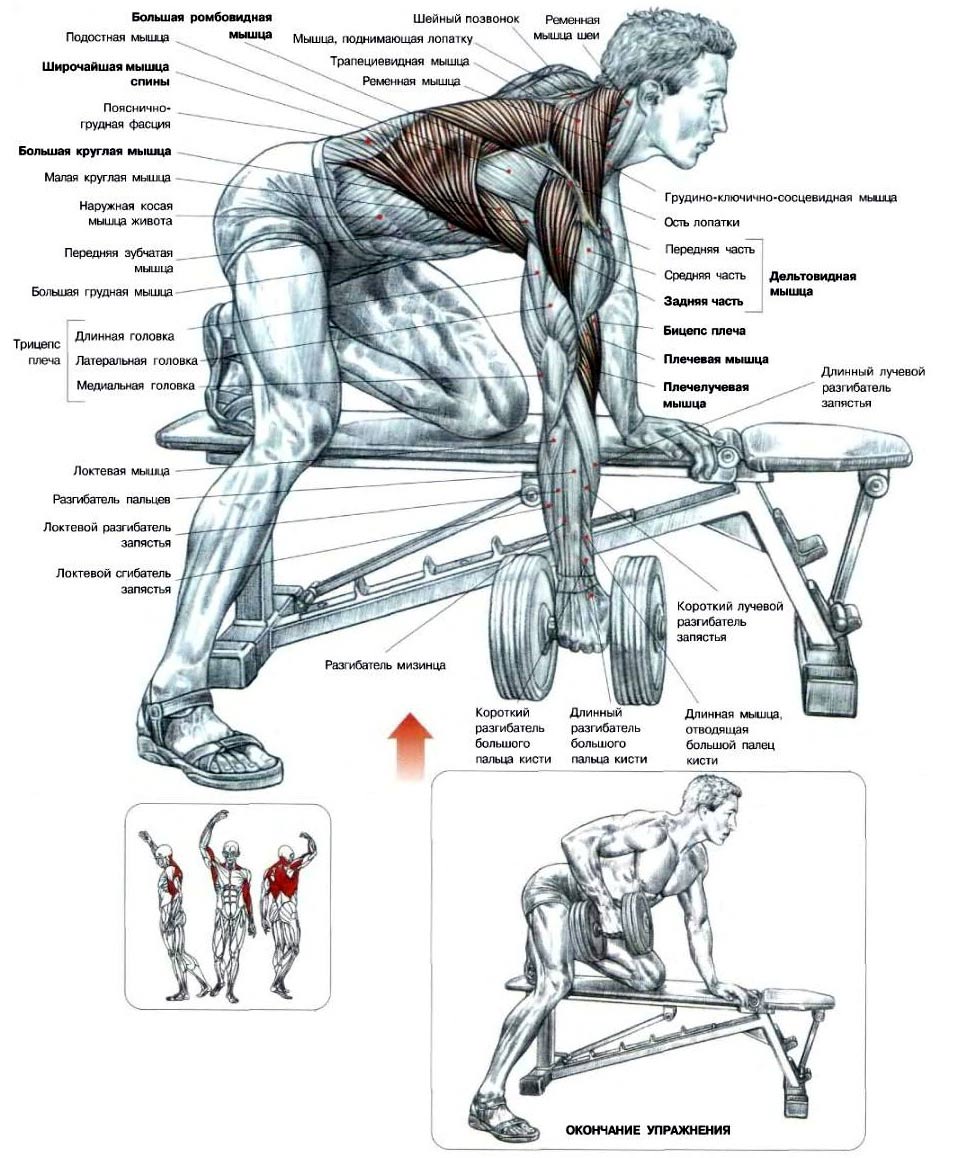 Большая ромбовидная
мышца
Подостная мышца
Широчайшая мышца
спины
Пояснично-
грудная фасция
Большая круглая мышца
Малая круглая мышца
Наружная косая
мышца живота
Передняя зубчатая
мышца
Большая грудная мышца
Трицепс
плеча
Длинная головка
Латеральная головка
Медиальная головка
Локтевая мышца
Разгибатель пальцев
Локтевой разгибатель
запястья
Локтевой сгибатель
запястья
Шейный позвонок
Мышца, поднимающая лопатку
Трапециевидная мышца
Ременная мышца
Ременная
мышца шеи
Грудино-ключично-сосцевидная мышца
Ость лопатки
Передняя часть
Средняя часть
Задняя часть
Дельтовидная
мышца
Бицепс плеча
Плечевая мышца
Плечелучевая
мышца
Длинный лучевой
разгибатель
запястья
Короткий лучевой
разгибатель
запястья
Разгибатель мизинца
Короткий
разгибатель
большого
пальца кисти
Длинный
разгибатель
большого
пальца кисти
Длинная мышца,
отводящая
большой палец
кисти
ОКОНЧАНИЕ УПРАЖНЕНИЯ